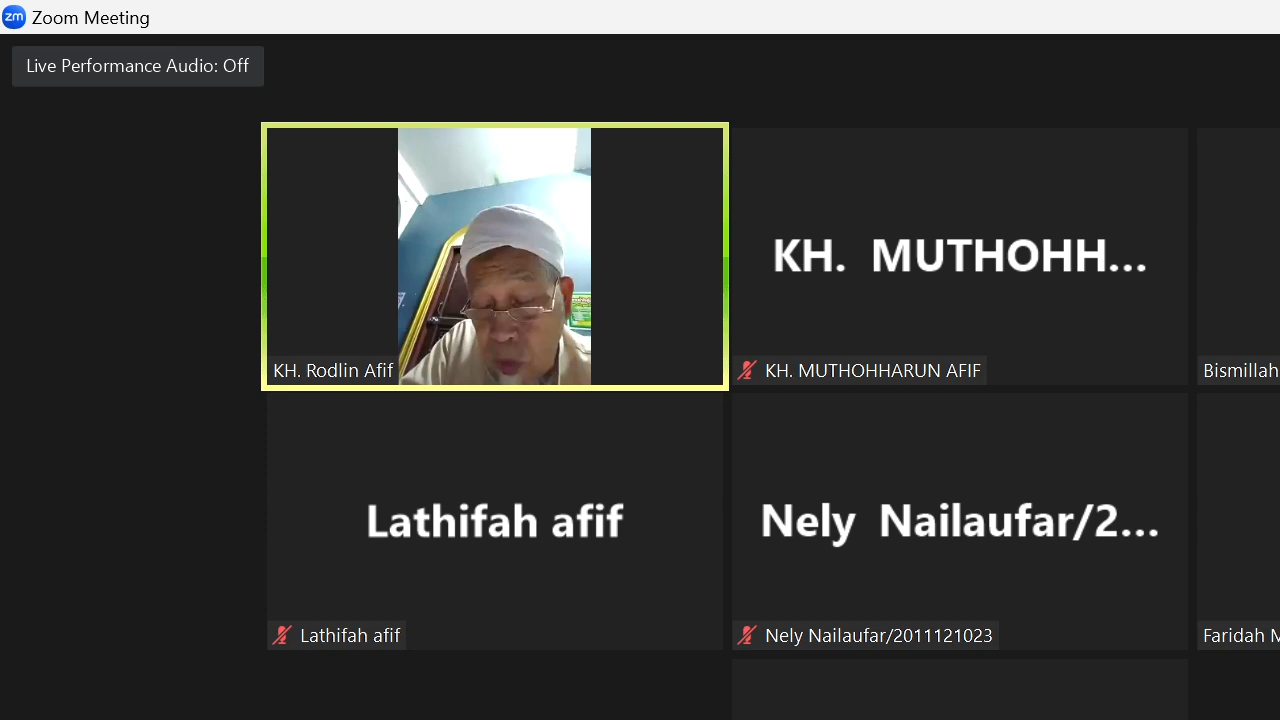 zm Zoom Meeting
Live Performance Audio: Off
KH. MUTHOHH...
KH. Rodlin Afif
KH. MUTHOHHARUN AFIF
Bismillah
Lathifah afif
Nely Nailaufar/2...
Lathifah afif
Nely Nailaufar/2011121023
Faridah M